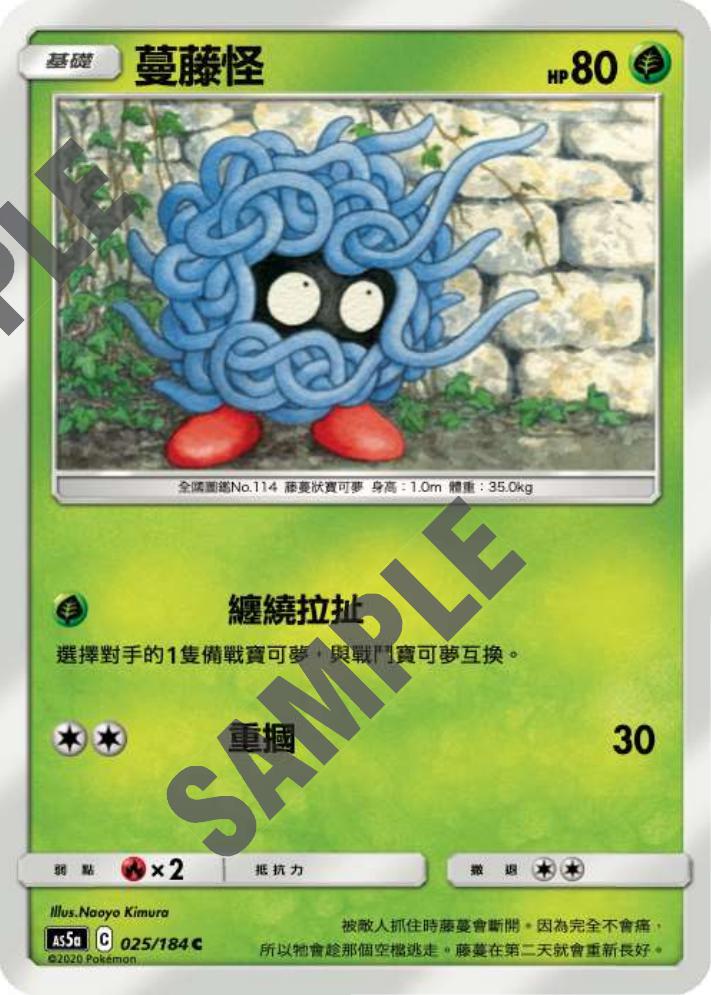 基礎 蔓藤怪 HP80
全國圖鑑No.114 藤蔓狀寶可夢 身高：1.0m 體重：35.0kg
纏繞拉扯
選擇對手的1隻備戰寶可夢，與戰鬥寶可夢互換。
重摑 30
弱點 ×2 抵抗力 撤退
Illus.Naoyo Kimura
AS5a C 025/184 C
©2020 Pokémon
被敵人抓住時藤蔓會斷開。因為完全不會痛，
所以牠會趁那個空檔逃走。藤蔓在第二天就會重新長好。
SAMPLE
PLE